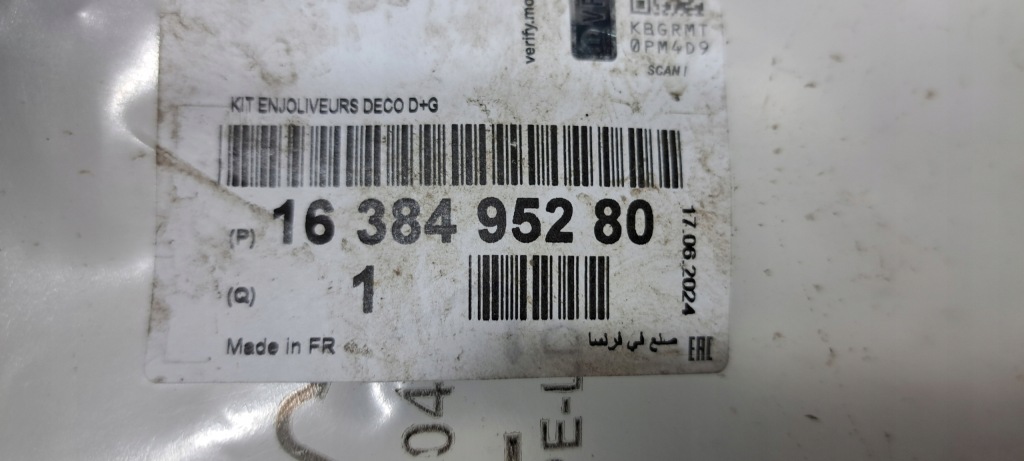 verify.mo
KBGRMT
0PM4D9
SCAN!
KIT ENJOLIVEURS DECO D+G
(P) 16 384 952 80
17.06.2024
(Q) 1
Made in FR
صنع في فرنسا
EAC
04